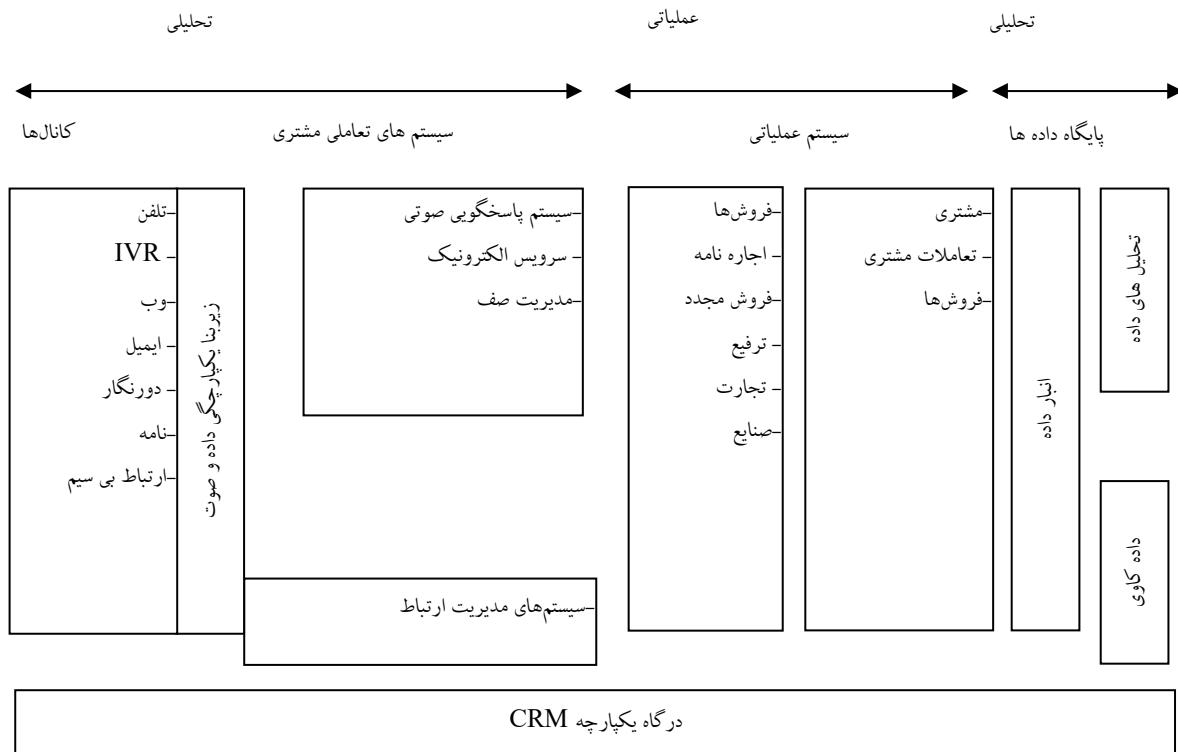 تحلیلی
عملیاتی
تحلیلی
پایگاه داده ها
سیستم عملیاتی
سیستم های تعاملی مشتری
کانال‌ها
تحلیل های داده
داده کاوی
انبار داده
–مشتری
– تعاملات مشتری
–فروش‌ها
–فروش‌ها
– اجاره نامه
–فروش مجدد
– ترفیع
– تجارت
–صنایع
–سیستم پاسخگویی صوتی
– سرویس الکترونیک
–مدیریت صف
–سیستم‌های مدیریت ارتباط
زیربنا یکپارچگی داده و صوت
–تلفن
– IVR
–وب
– ایمیل
– دورنگار
–نامه
–ارتباط بی سیم
درگاه یکپارچه CRM